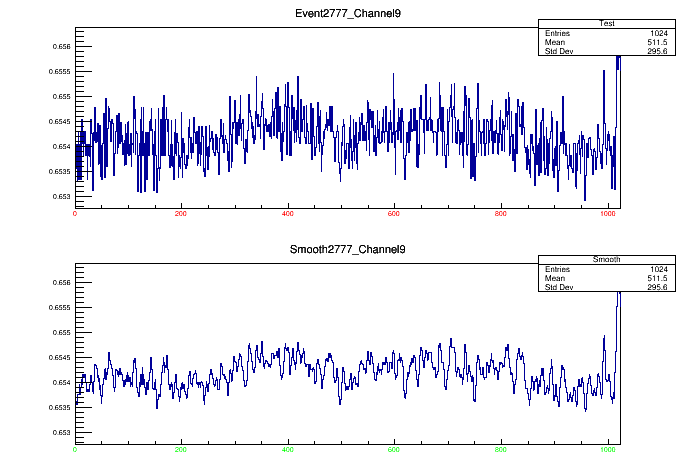 Event2777_Channel9
Test
Entries 1024
Mean 511.5
Std Dev 295.6
0.656
0.6555
0.655
0.6545
0.654
0.6535
0.653
0 200 400 600 800 1000
Smooth2777_Channel9
Smooth
Entries 1024
Mean 511.5
Std Dev 295.6
0.656
0.6555
0.655
0.6545
0.654
0.6535
0.653
0 200 400 600 800 1000